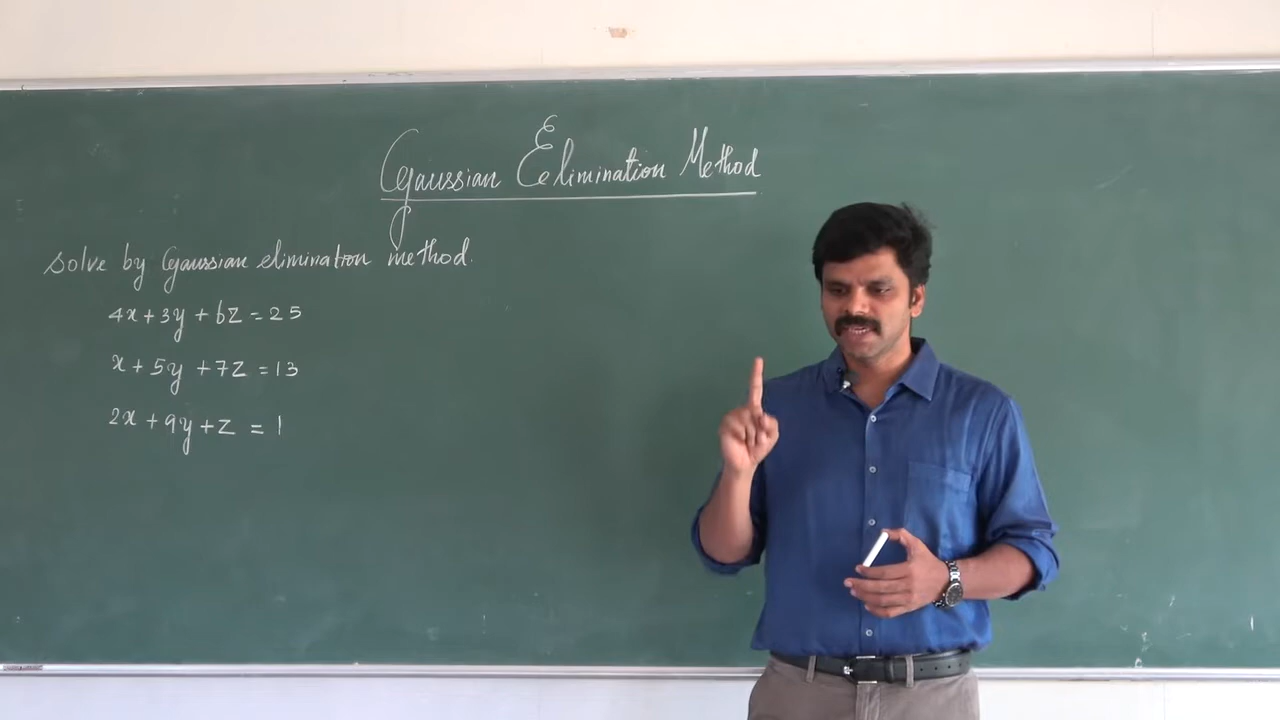 Gaussian Elimination Method
solve by Gaussian elimination method.
4x+3y+6z=25
x+5y+7z=13
2x+9y+z=1